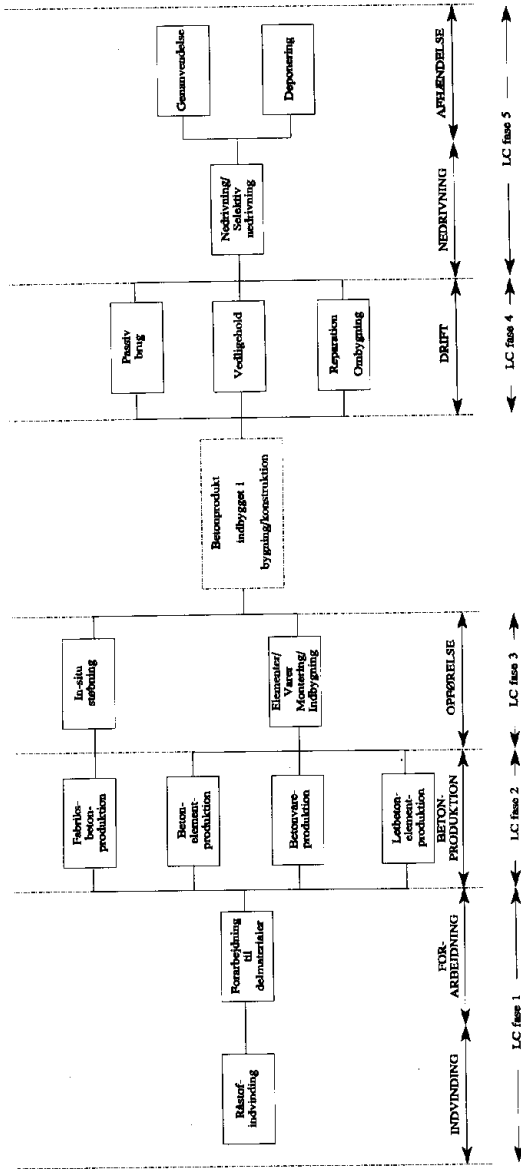 Råstof-
indvinding
Forarbejdning
til
delmaterialer
Fabriks-
beton-
produktion
Beton-
element-
produktion
Betonvare-
produktion
Letbeton-
element-
produktion
In-situ
støbning
Elementer/
Varer
Montering/
Indbygning
Betonprodukt
indbygget i
bygning/konstruktion
Passiv
brug
Vedligehold
Reparation
Ombygning
Nedrivning/
Selektiv
nedrivning
Genanvendelse
Deponering
INDVINDING
FOR-
ARBEJDNING
BETON-
PRODUKTION
OPFØRELSE
DRIFT
NEDRIVNING
AFHÆNDELSE
LC fase 1
LC fase 2
LC fase 3
LC fase 4
LC fase 5